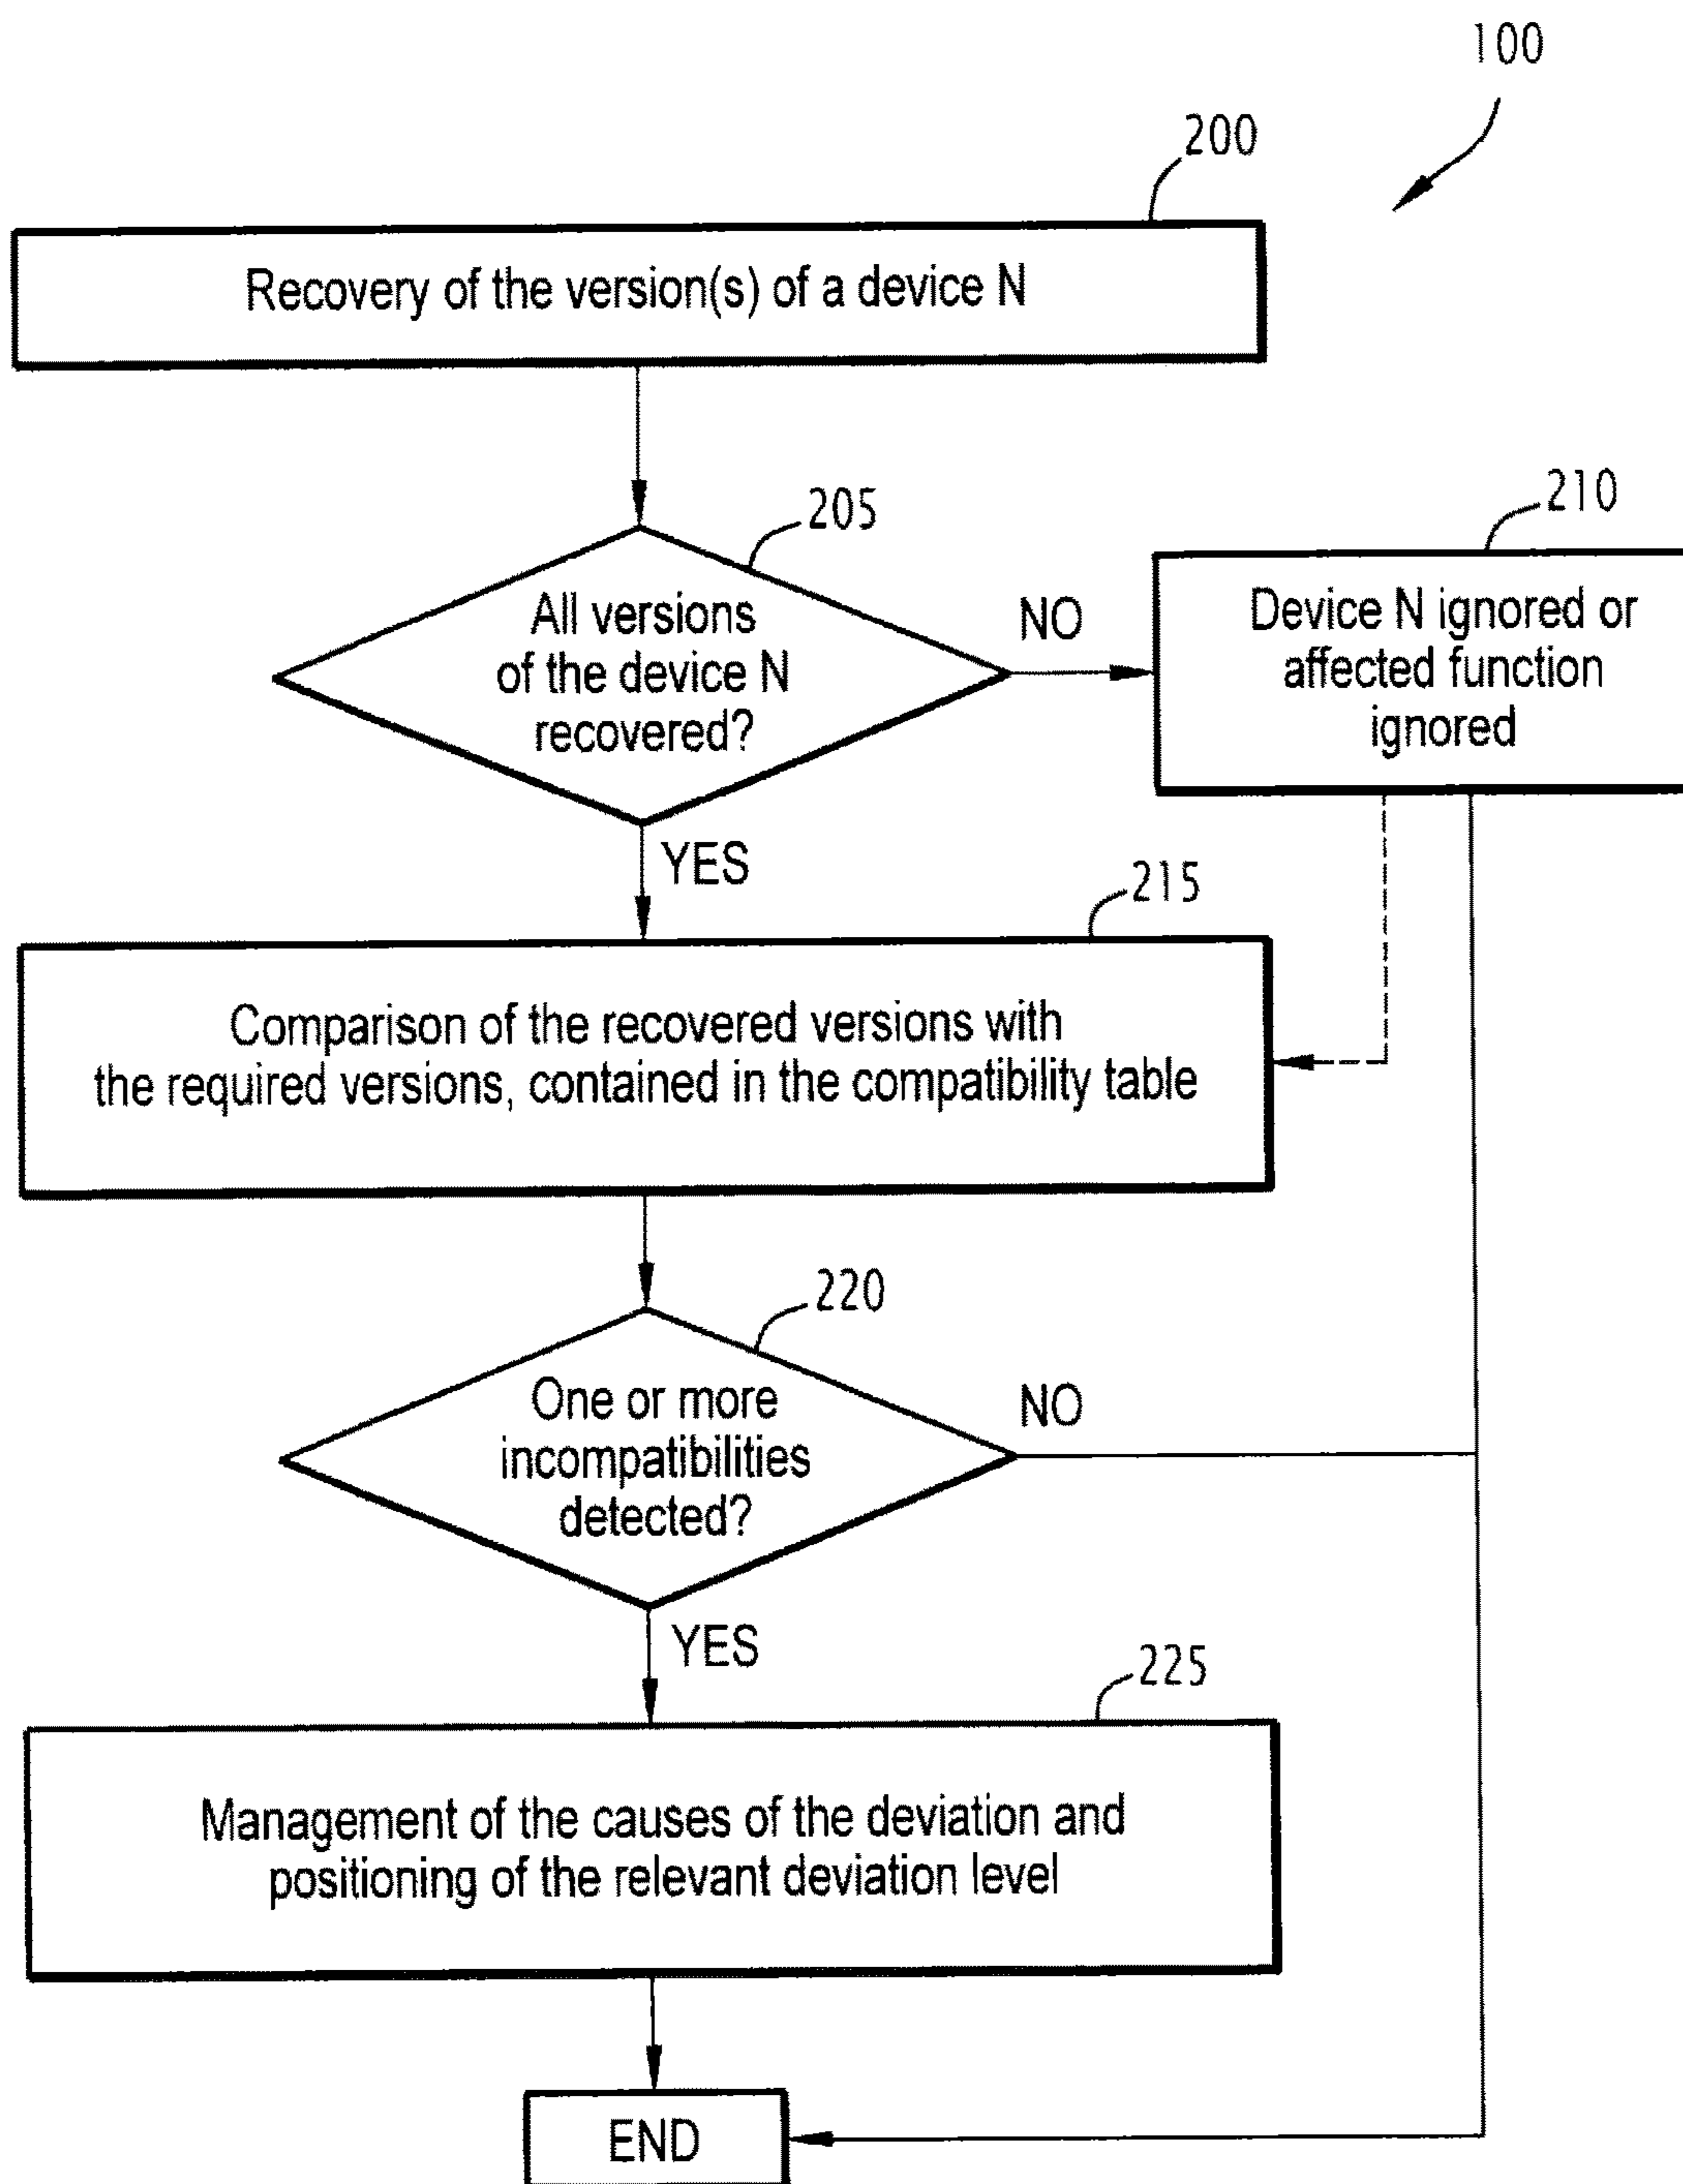 100
200
Recovery of the version(s) of a device N
205
All versions
of the device N
recovered?
NO
210
Device N ignored or
affected function
ignored
YES
215
Comparison of the recovered versions with
the required versions, contained in the compatibility table
220
One or more
incompatibilities
detected?
NO
YES
225
Management of the causes of the deviation and
positioning of the relevant deviation level
END